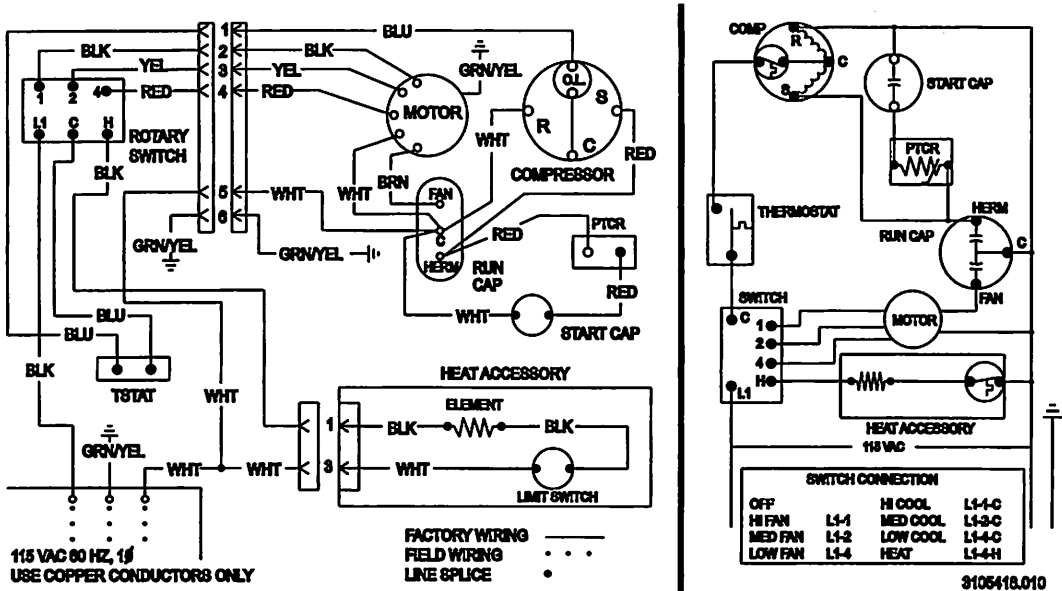 1
BLU
BLK
2
BLK
YEL
3
YEL
RED
4
RED
1 2 4
L1 C H
ROTARY
SWITCH
BLK
GRN/YEL
MOTOR
O.L.
R
S
C
COMPRESSOR
WHT
RED
5
WHT
WHT
BRN
6
GRN/YEL
GRN/YEL
FAN
C
HERM
RUN
CAP
RED
PTCR
RED
WHT
START CAP
BLU
BLU
BLK
TSTAT
WHT
GRN/YEL
WHT
WHT
HEAT ACCESSORY
1
BLK
ELEMENT
BLK
3
WHT
LIMIT SWITCH
115 VAC 60 HZ, 1Ø
USE COPPER CONDUCTORS ONLY
FACTORY WIRING
FIELD WIRING
LINE SPLICE
COMP
R
C
S
START CAP
PTCR
THERMOSTAT
HERM
RUN CAP
C
FAN
SWITCH
C
1
2
4
H
L1
MOTOR
HEAT ACCESSORY
115 VAC
SWITCH CONNECTION
OFF HI COOL L1-1-C
HI FAN L1-1 MED COOL L1-2-C
MED FAN L1-2 LOW COOL L1-4-C
LOW FAN L1-4 HEAT L1-4-H
3105418.010